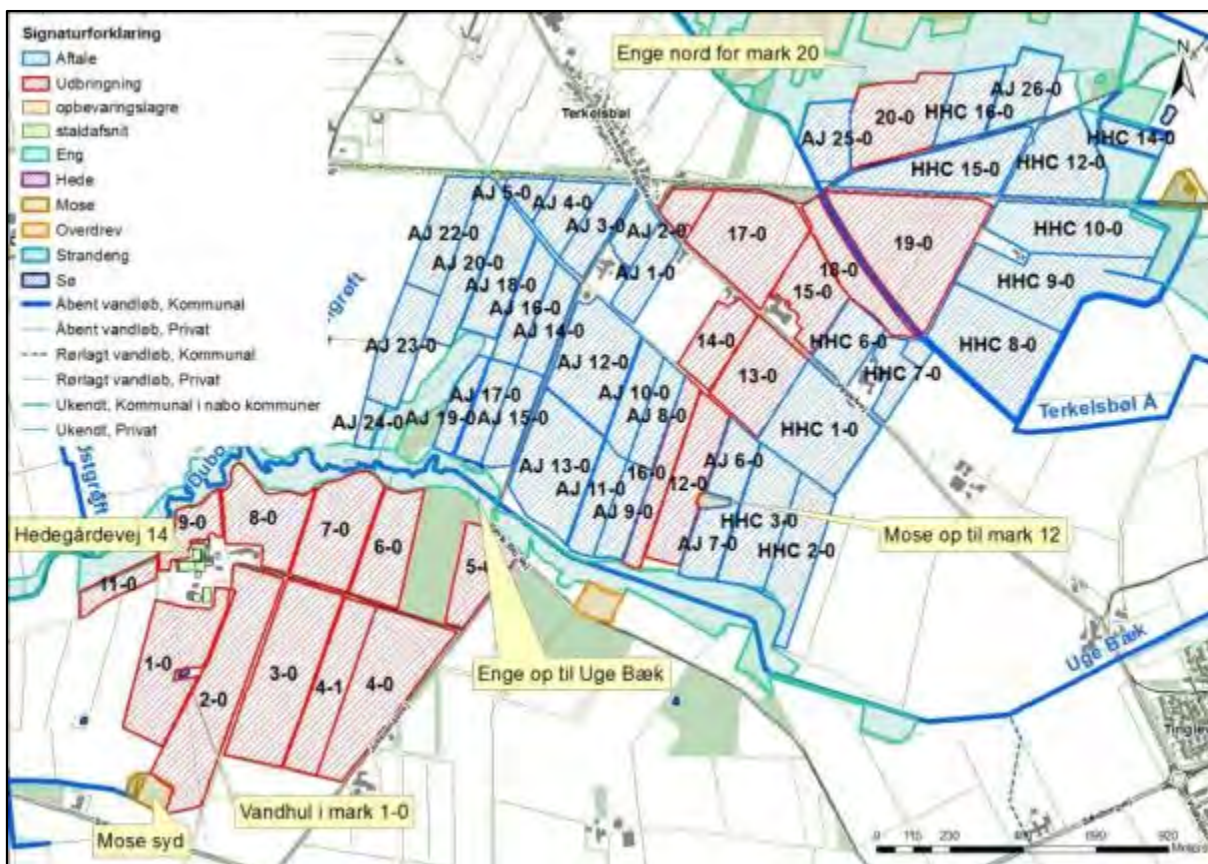 Signaturforklaring
Aftale
Udbringning
opbevaringslagre
staldafsnit
Eng
Hede
Mose
Overdrev
Strandeng
Sø
Åbent vandløb, Kommunal
Åbent vandløb, Privat
Rørlagt vandløb, Kommunal
Rørlagt vandløb, Privat
Ukendt, Kommunal i nabo kommuner
Ukendt, Privat
Enge nord for mark 20
N
Terkelsbøl
AJ 26-0
20-0
HHC 16-0
AJ 25-0
HHC 14-0
HHC 15-0
HHC 12-0
AJ 5-0
AJ 4-0
AJ 3-0
AJ 2-0
AJ 1-0
AJ 22-0
AJ 20-0
AJ 18-0
AJ 16-0
AJ 14-0
17-0
18-0
19-0
HHC 10-0
HHC 9-0
HHC 8-0
15-0
14-0
13-0
HHC 6-0
HHC 7-0
AJ 23-0
AJ 12-0
AJ 17-0
AJ 10-0
AJ 8-0
AJ 24-0
AJ 19-0
AJ 15-0
HHC 1-0
Terkelsbøl Å
AJ 13-0
AJ 11-0
AJ 9-0
16-0
12-0
AJ 6-0
HHC 3-0
AJ 7-0
HHC 2-0
Mose op til mark 12
Hedegårdevej 14
9-0
8-0
7-0
6-0
11-0
1-0
2-0
3-0
4-1
4-0
Enge op til Uge Bæk
Uge Bæk
Vandhul i mark 1-0
Mose syd
0
920